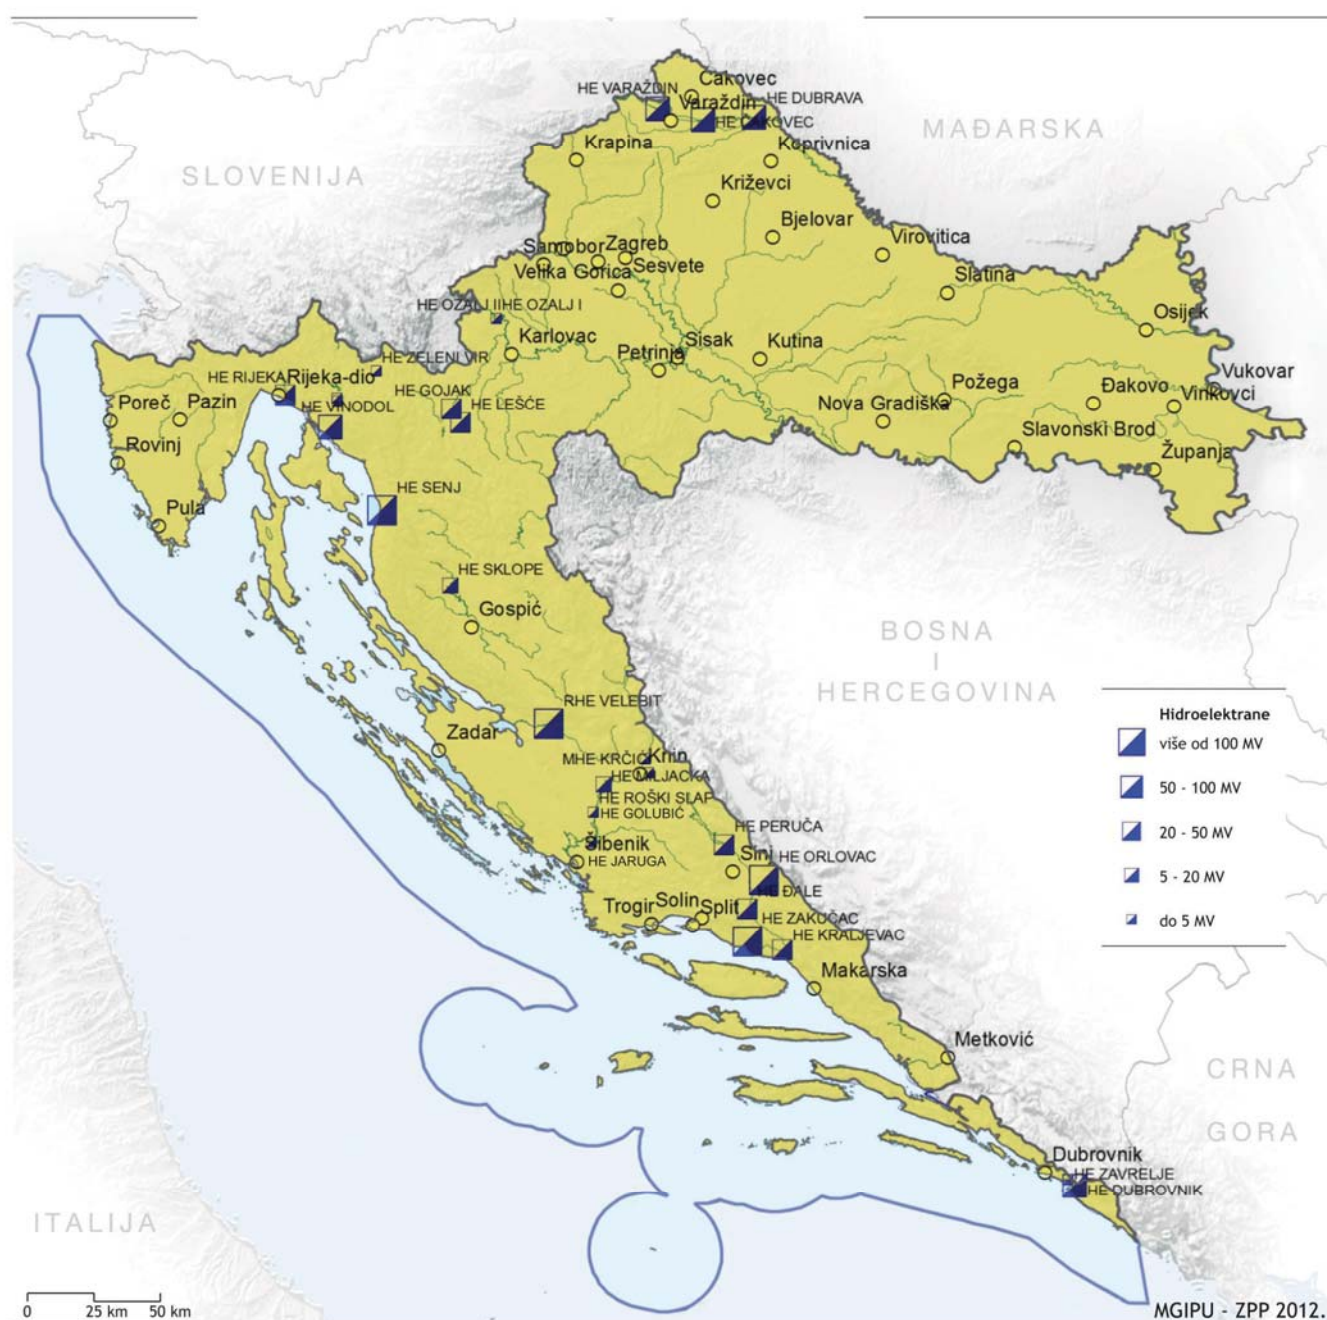 Čakovec
HE VARAŽDIN
HE DUBRAVA
Varaždin
HE ČAKOVEC
MAĐARSKA
Krapina
Koprivnica
SLOVENIJA
Križevci
Bjelovar
Virovitica
Samobor
Zagreb
Velika Gorica
Sesvete
Slatina
HE OZALJ II
HE OZALJ I
Osijek
Karlovac
Petrinja
Sisak
Kutina
HE ZELENI VIR
HE RIJEKA
Rijeka-dio
HE GOJAK
HE LEŠĆE
HE VINODOL
Poreč
Pazin
Požega
Đakovo
Vukovar
Vinkovci
Nova Gradiška
Slavonski Brod
Županja
Rovinj
HE SENJ
Pula
HE SKLOPE
Gospić
BOSNA
I
HERCEGOVINA
RHE VELEBIT
Zadar
MHE KRČIĆ
Knin
HE MILJACKA
HE ROŠKI SLAP
HE GOLUBIĆ
HE PERUČA
Šibenik
HE JARUGA
Sinj
HE ORLOVAC
HE ĐALE
Trogir
Solin
Split
HE ZAKUČAC
HE KRALJEVAC
Makarska
Metković
Hidroelektrane
više od 100 MV
50 - 100 MV
20 - 50 MV
5 - 20 MV
do 5 MV
CRNA
GORA
Dubrovnik
HE ZAVRELJE
HE DUBROVNIK
ITALIJA
0 25 km 50 km
MGIPU - ZPP 2012.